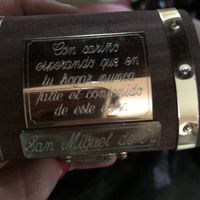 Con cariño
esperando que en
tu hogar nunca
falte el contenido
de este
San Miguel de